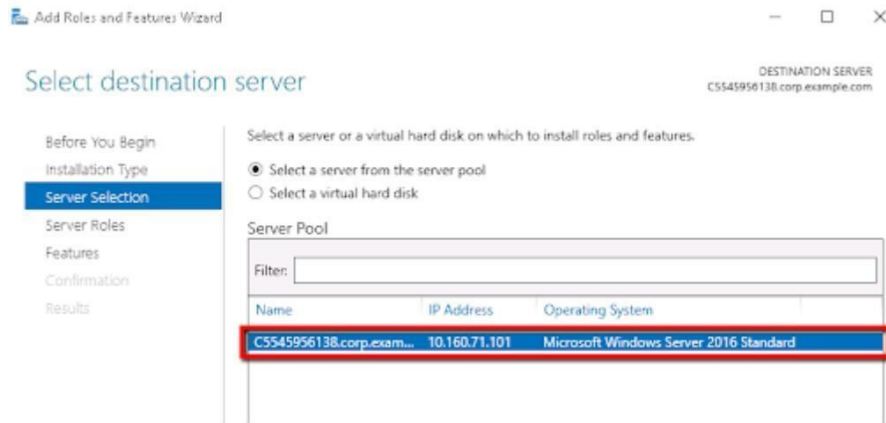 Add Roles and Features Wizard
Select destination server
DESTINATION SERVER
C5545956138.corp.example.com
Before You Begin
Installation Type
Server Selection
Server Roles
Features
Confirmation
Results
Select a server or a virtual hard disk on which to install roles and features.
Select a server from the server pool
Select a virtual hard disk
Server Pool
Filter:
Name IP Address Operating System
C5545956138.corp.exam... 10.160.71.101 Microsoft Windows Server 2016 Standard